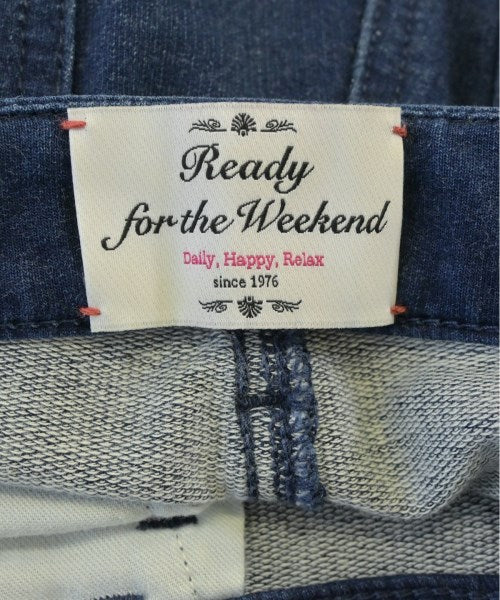 Ready
for the Weekend
Daily, Happy, Relax
since 1976